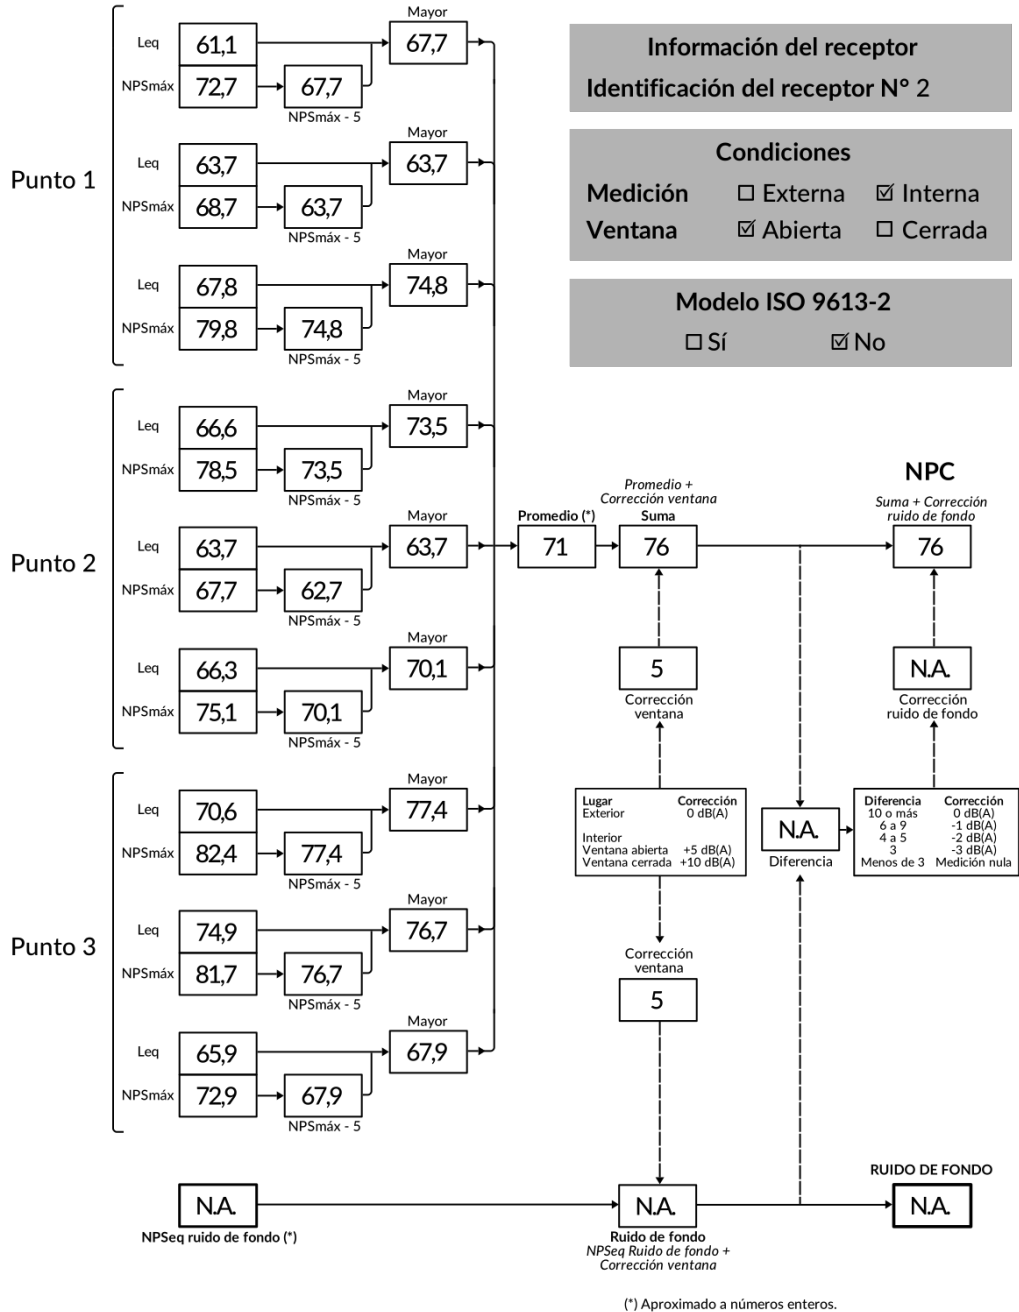 Información del receptor
Identificación del receptor N° 2
Condiciones
Medición ☐ Externa ☑ Interna
Ventana ☑ Abierta ☐ Cerrada
Modelo ISO 9613-2
☐ Sí ☑ No
Punto 1
Mayor
Leq 61,1 67,7
NPSmáx 72,7 67,7
NPSmáx - 5
Mayor
Leq 63,7 63,7
NPSmáx 68,7 63,7
NPSmáx - 5
Mayor
Leq 67,8 74,8
NPSmáx 79,8 74,8
NPSmáx - 5
Punto 2
Mayor
Leq 66,6 73,5
NPSmáx 78,5 73,5
NPSmáx - 5
Mayor
Leq 63,7 63,7
NPSmáx 67,7 62,7
NPSmáx - 5
Mayor
Leq 66,3 70,1
NPSmáx 75,1 70,1
NPSmáx - 5
Punto 3
Mayor
Leq 70,6 77,4
NPSmáx 82,4 77,4
NPSmáx - 5
Mayor
Leq 74,9 76,7
NPSmáx 81,7 76,7
NPSmáx - 5
Mayor
Leq 65,9 67,9
NPSmáx 72,9 67,9
NPSmáx - 5
Promedio (*)
71
Promedio +
Corrección ventana
Suma
76
NPC
Suma + Corrección
ruido de fondo
76
5
Corrección
ventana
N.A.
Corrección
ruido de fondo
Lugar Corrección
Exterior 0 dB(A)
Interior
Ventana abierta +5 dB(A)
Ventana cerrada +10 dB(A)
N.A.
Diferencia
Diferencia Corrección
10 o más 0 dB(A)
6 a 9 -1 dB(A)
4 a 5 -2 dB(A)
3 -3 dB(A)
Menos de 3 Medición nula
Corrección
ventana
5
N.A.
NPSeq ruido de fondo (*)
N.A.
Ruido de fondo
NPSeq Ruido de fondo +
Corrección ventana
RUIDO DE FONDO
N.A.
(*) Aproximado a números enteros.